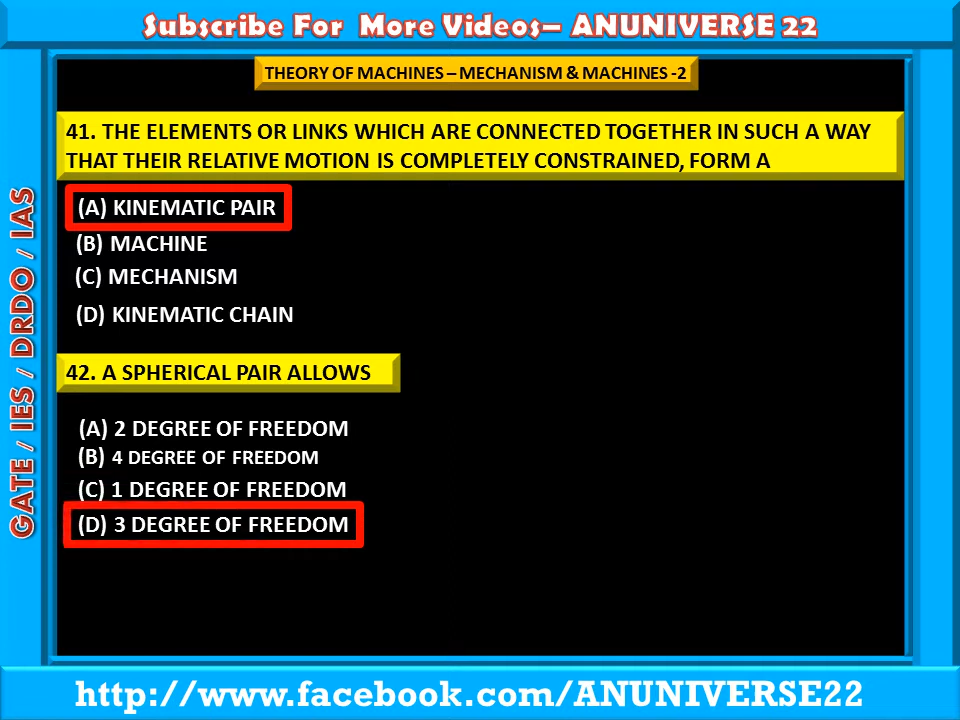 Subscribe For More Videos– ANUNIVERSE 22
THEORY OF MACHINES – MECHANISM & MACHINES -2
41. THE ELEMENTS OR LINKS WHICH ARE CONNECTED TOGETHER IN SUCH A WAY
THAT THEIR RELATIVE MOTION IS COMPLETELY CONSTRAINED, FORM A
(A) KINEMATIC PAIR
(B) MACHINE
(C) MECHANISM
(D) KINEMATIC CHAIN
42. A SPHERICAL PAIR ALLOWS
(A) 2 DEGREE OF FREEDOM
(B) 4 DEGREE OF FREEDOM
(C) 1 DEGREE OF FREEDOM
(D) 3 DEGREE OF FREEDOM
GATE / IES / DRDO / IAS
http://www.facebook.com/ANUNIVERSE22